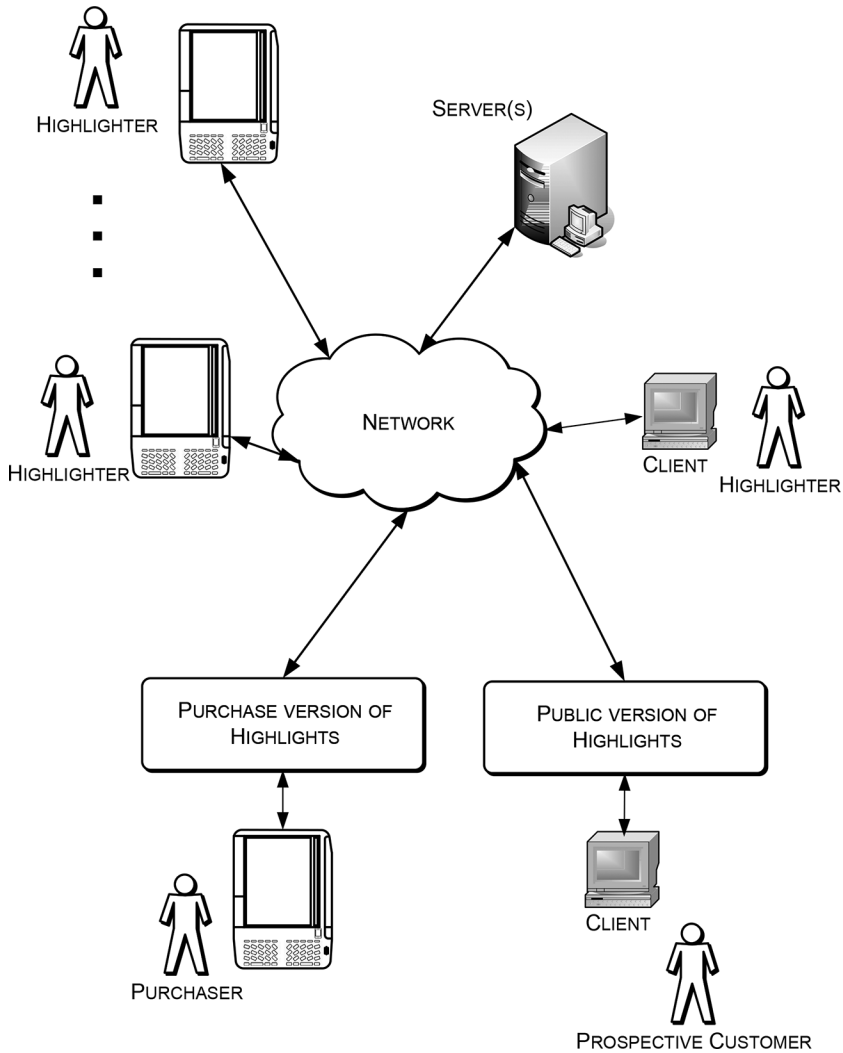 HIGHLIGHTER
SERVER(S)
HIGHLIGHTER
NETWORK
CLIENT
HIGHLIGHTER
PURCHASE VERSION OF
HIGHLIGHTS
PUBLIC VERSION OF
HIGHLIGHTS
PURCHASER
CLIENT
PROSPECTIVE CUSTOMER